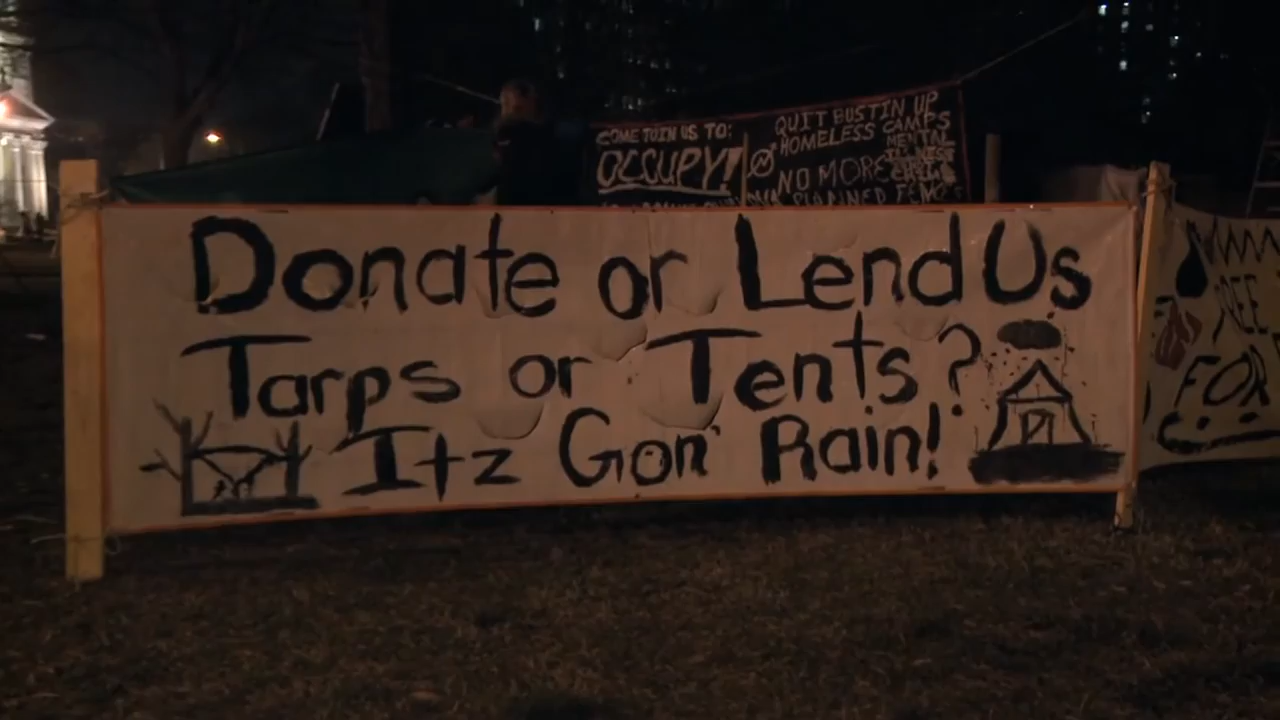 COME JOIN US TO:
OCCUPY!
QUIT BUSTIN UP
HOMELESS CAMPS
NO MORE
MENTAL
Donate or Lend Us
Tarps or Tents?
Itz Gon' Rain!
FOR